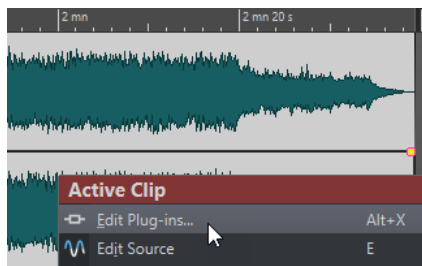 2 mn 2 mn 20 s
Active Clip
Edit Plug-ins... Alt+X
Edit Source E